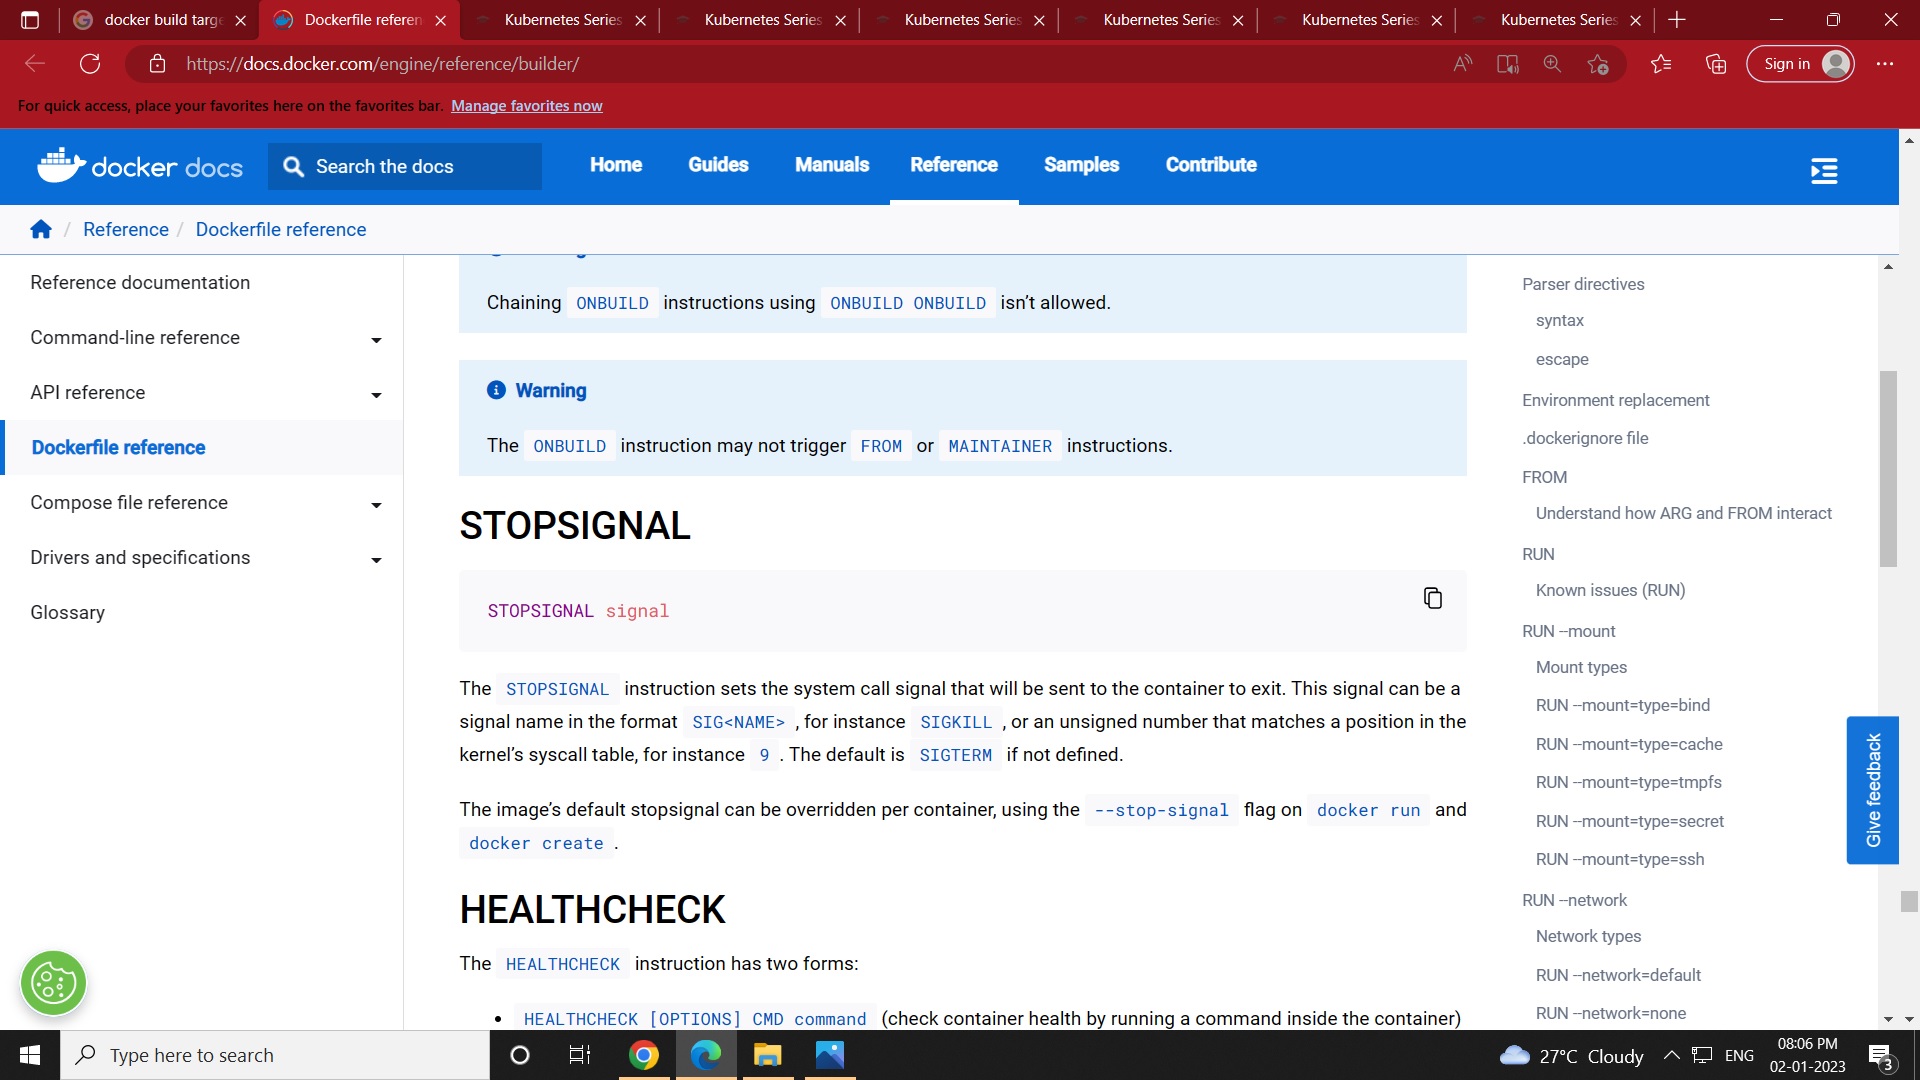 docker build targe
Dockerfile referen
Kubernetes Series
Kubernetes Series
Kubernetes Series
Kubernetes Series
Kubernetes Series
Kubernetes Series
https://docs.docker.com/engine/reference/builder/
Sign in
For quick access, place your favorites here on the favorites bar. Manage favorites now
docker docs
Search the docs
Home
Guides
Manuals
Reference
Samples
Contribute
Reference / Dockerfile reference
Reference documentation
Command-line reference
API reference
Dockerfile reference
Compose file reference
Drivers and specifications
Glossary
Chaining ONBUILD instructions using ONBUILD ONBUILD isn’t allowed.
Warning
The ONBUILD instruction may not trigger FROM or MAINTAINER instructions.
STOPSIGNAL
STOPSIGNAL signal
The STOPSIGNAL instruction sets the system call signal that will be sent to the container to exit. This signal can be a
signal name in the format SIG<NAME> , for instance SIGKILL , or an unsigned number that matches a position in the
kernel’s syscall table, for instance 9 . The default is SIGTERM if not defined.
The image’s default stopsignal can be overridden per container, using the --stop-signal flag on docker run and
docker create .
HEALTHCHECK
The HEALTHCHECK instruction has two forms:
• HEALTHCHECK [OPTIONS] CMD command (check container health by running a command inside the container)
Parser directives
syntax
escape
Environment replacement
.dockerignore file
FROM
Understand how ARG and FROM interact
RUN
Known issues (RUN)
RUN --mount
Mount types
RUN --mount=type=bind
RUN --mount=type=cache
RUN --mount=type=tmpfs
RUN --mount=type=secret
RUN --mount=type=ssh
RUN --network
Network types
RUN --network=default
RUN --network=none
Give feedback
Type here to search
27°C Cloudy
ENG
08:06 PM
02-01-2023
3